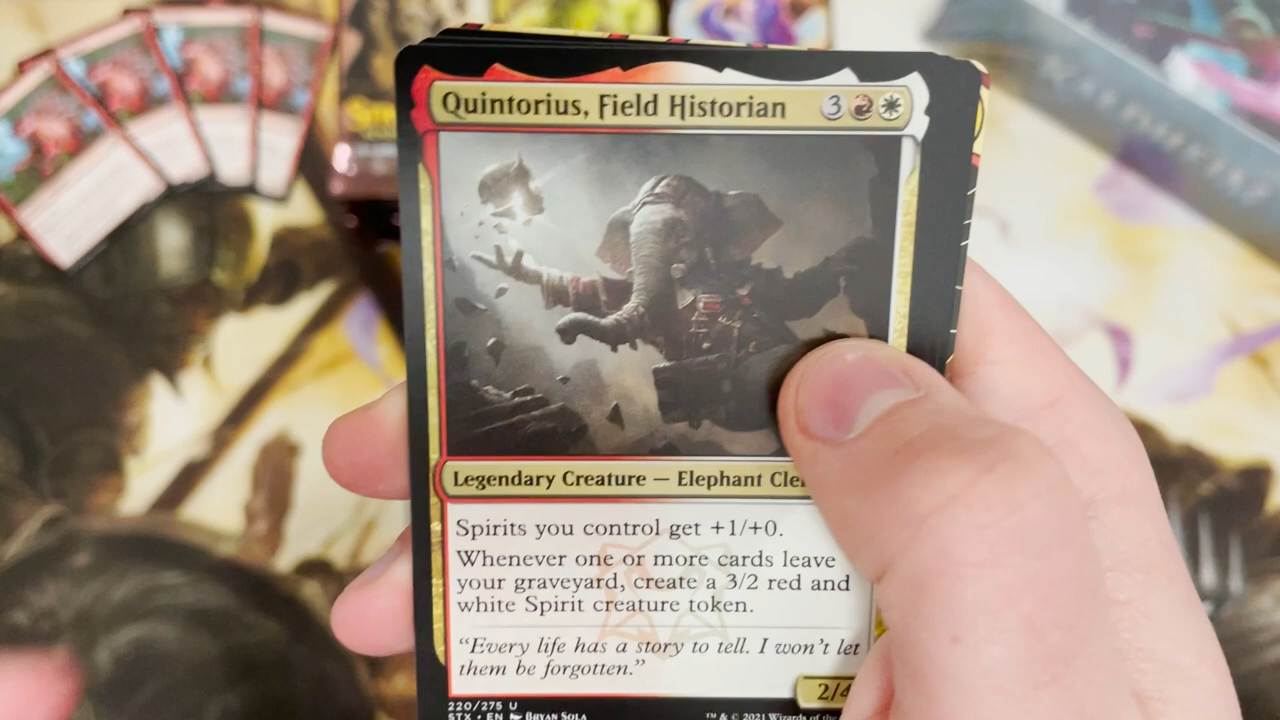 Quintorius, Field Historian 3
Legendary Creature — Elephant Cle
Spirits you control get +1/+0.
Whenever one or more cards leave
your graveyard, create a 3/2 red and
white Spirit creature token.
“Every life has a story to tell. I won’t let
them be forgotten.”
2/4
220/275 U
STX • EN Bryan Sola
™ & © 2021 Wizards of the